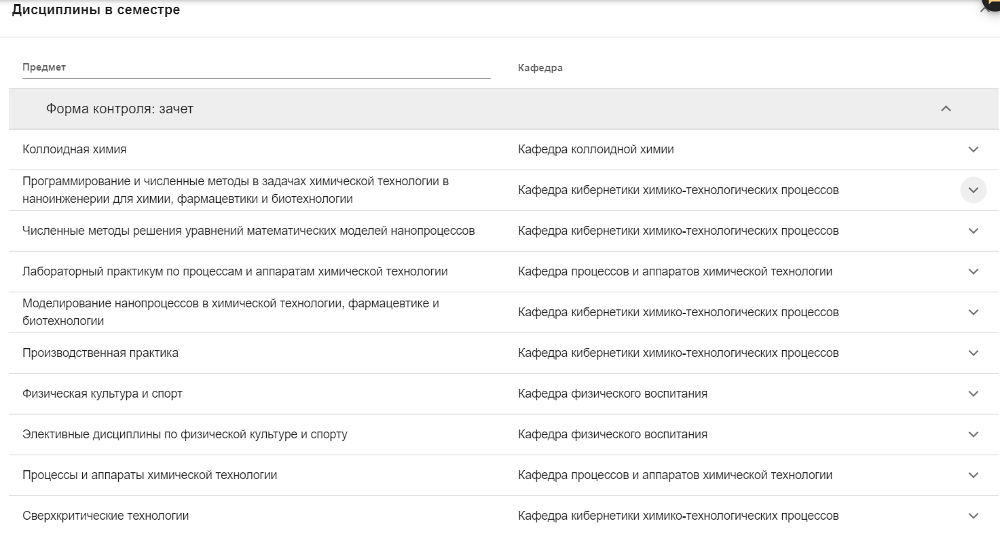 Дисциплины в семестре
Предмет
Кафедра
Форма контроля: зачет
Коллоидная химия
Кафедра коллоидной химии
Программирование и численные методы в задачах химической технологии в
наноинженерии для химии, фармацевтики и биотехнологии
Кафедра кибернетики химико-технологических процессов
Численные методы решения уравнений математических моделей нанопроцессов
Кафедра кибернетики химико-технологических процессов
Лабораторный практикум по процессам и аппаратам химической технологии
Кафедра процессов и аппаратов химической технологии
Моделирование нанопроцессов в химической технологии, фармацевтике и
биотехнологии
Кафедра кибернетики химико-технологических процессов
Производственная практика
Кафедра кибернетики химико-технологических процессов
Физическая культура и спорт
Кафедра физического воспитания
Элективные дисциплины по физической культуре и спорту
Кафедра физического воспитания
Процессы и аппараты химической технологии
Кафедра процессов и аппаратов химической технологии
Сверхкритические технологии
Кафедра кибернетики химико-технологических процессов